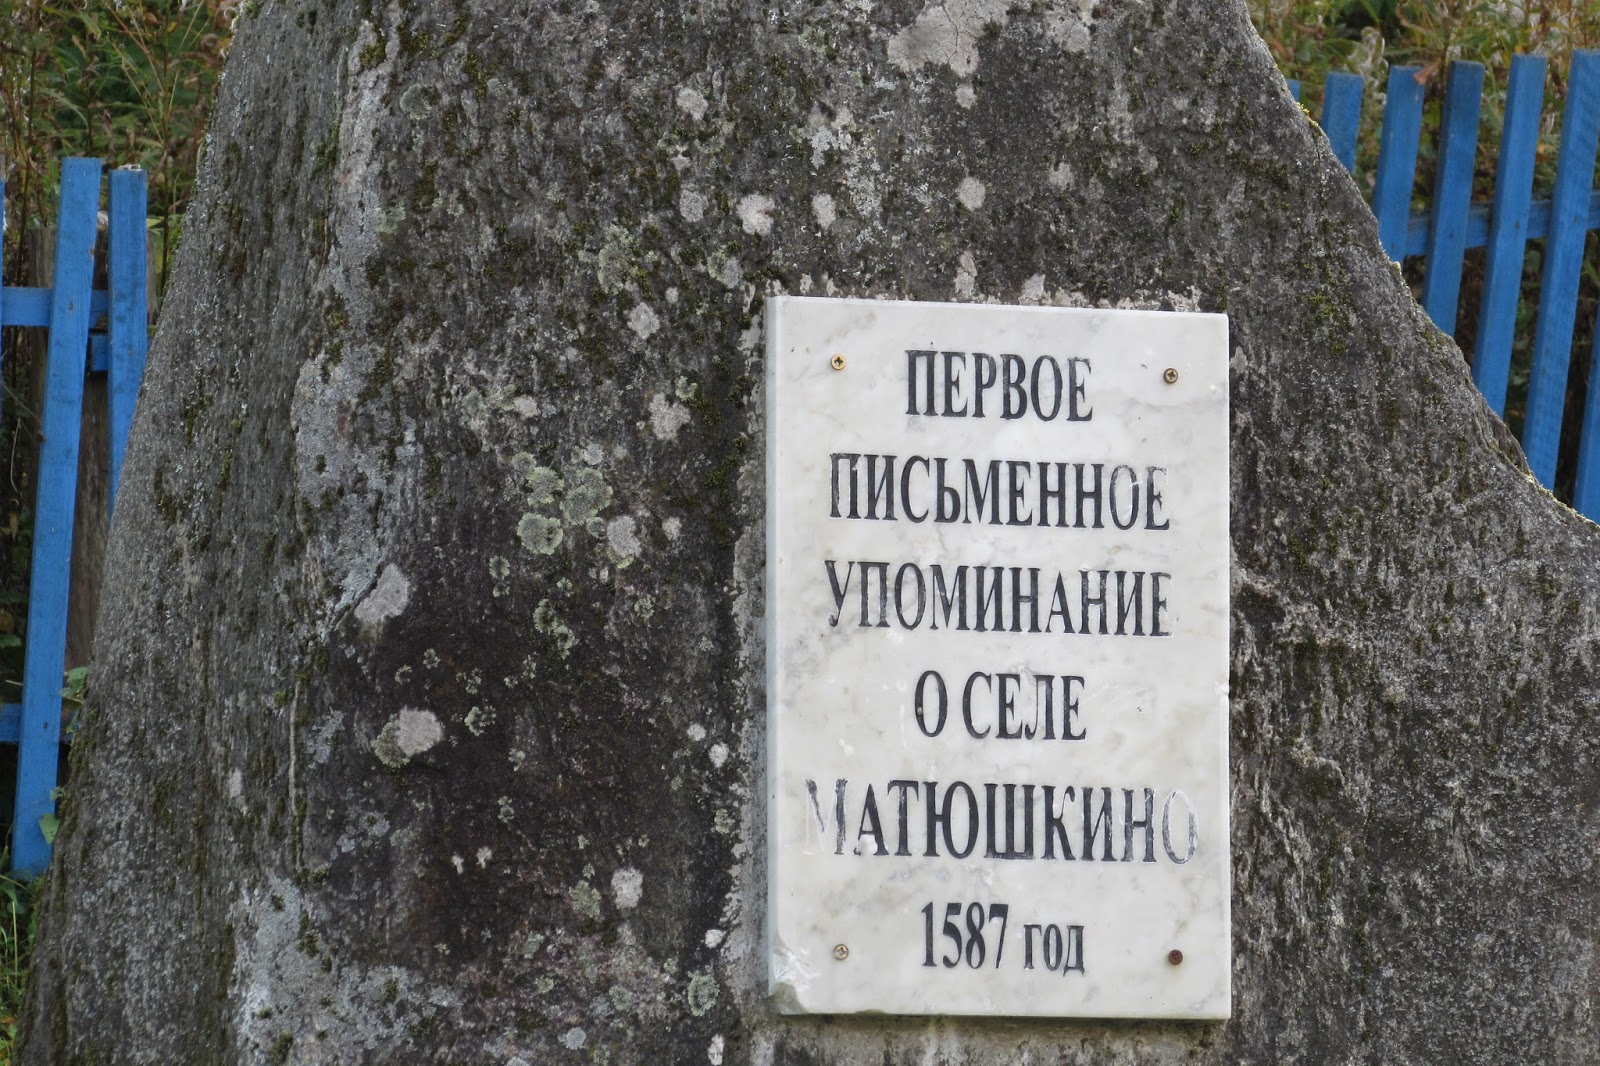 ПЕРВОЕ
ПИСЬМЕННОЕ
УПОМИНАНИЕ
О СЕЛЕ
МАТЮШКИНО
1587 год